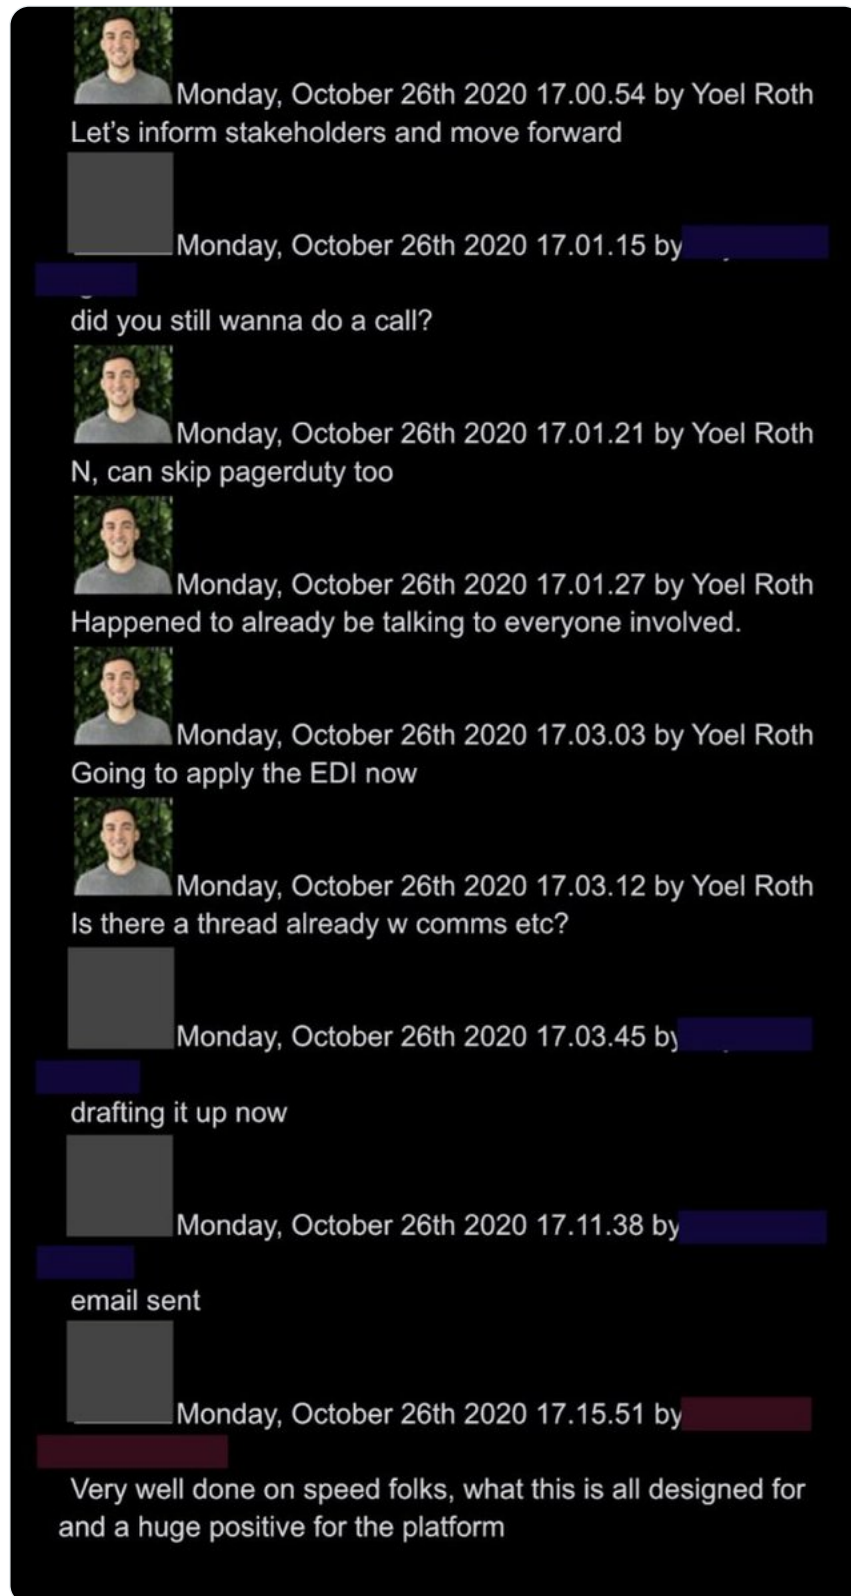 Monday, October 26th 2020 17.00.54 by Yoel Roth
Let's inform stakeholders and move forward
Monday, October 26th 2020 17.01.15 by
did you still wanna do a call?
Monday, October 26th 2020 17.01.21 by Yoel Roth
N, can skip pagerduty too
Monday, October 26th 2020 17.01.27 by Yoel Roth
Happened to already be talking to everyone involved.
Monday, October 26th 2020 17.03.03 by Yoel Roth
Going to apply the EDI now
Monday, October 26th 2020 17.03.12 by Yoel Roth
Is there a thread already w comms etc?
Monday, October 26th 2020 17.03.45 by
drafting it up now
Monday, October 26th 2020 17.11.38 by
email sent
Monday, October 26th 2020 17.15.51 by
Very well done on speed folks, what this is all designed for
and a huge positive for the platform